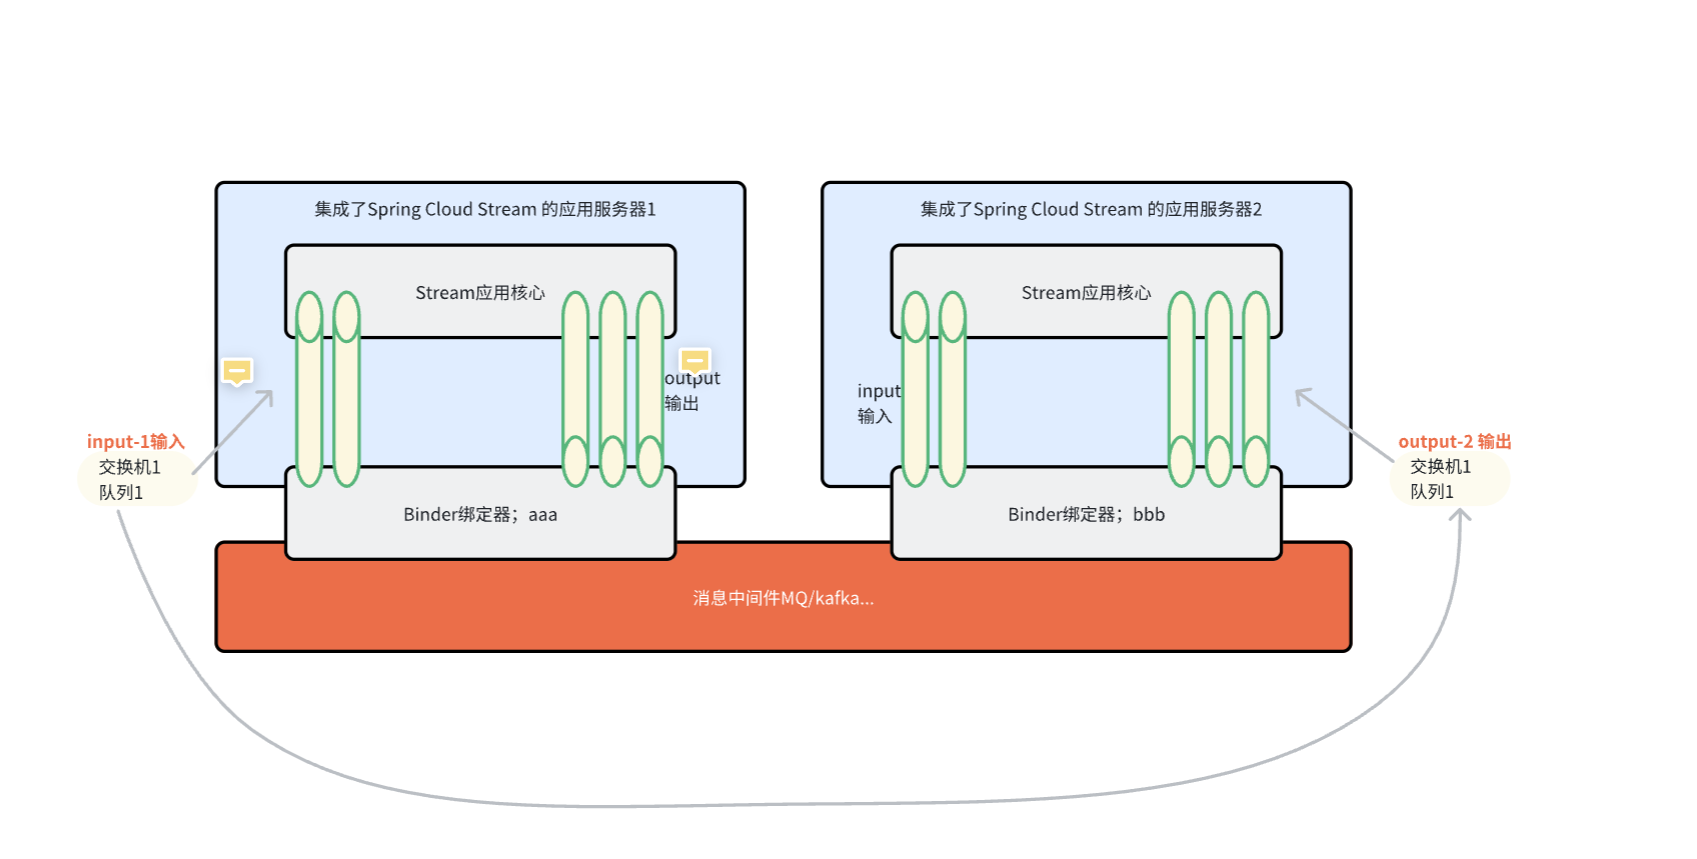 集成了Spring Cloud Stream 的应用服务器1
Stream应用核心
output
输出
input-1输入
交换机1
队列1
Binder绑定器；aaa
集成了Spring Cloud Stream 的应用服务器2
Stream应用核心
input
输入
output-2 输出
交换机1
队列1
Binder绑定器；bbb
消息中间件MQ/kafka...